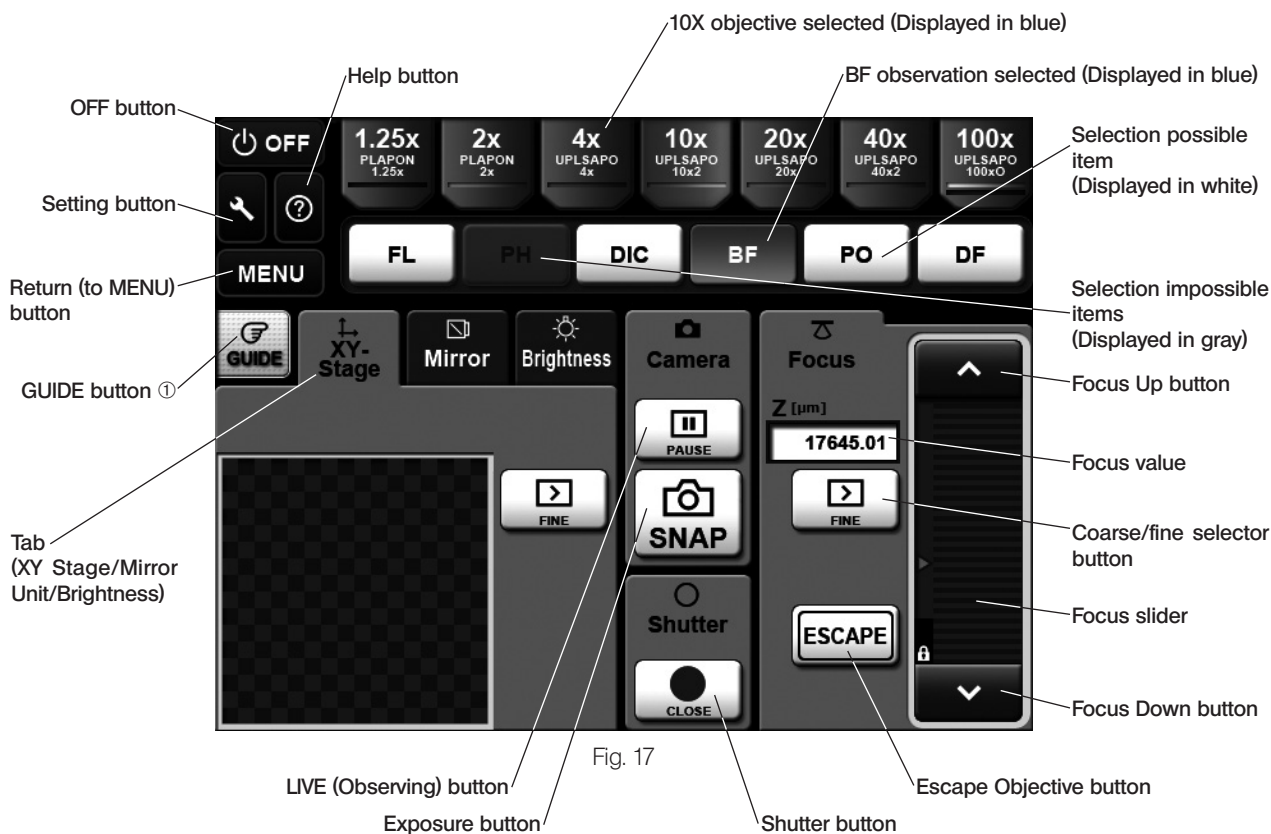 10X objective selected (Displayed in blue)
Help button
BF observation selected (Displayed in blue)
OFF button
Selection possible
item
(Displayed in white)
Setting button
Return (to MENU)
button
Selection impossible
items
(Displayed in gray)
GUIDE button ①
Focus Up button
Focus value
Coarse/fine selector
button
Tab
(XY Stage/Mirror
Unit/Brightness)
Focus slider
Focus Down button
OFF
1.25x
PLAPON
1.25x
2x
PLAPON
2x
4x
UPLSAPO
4x
10x
UPLSAPO
10x2
20x
UPLSAPO
20x
40x
UPLSAPO
40x2
100x
UPLSAPO
100xO
?
MENU
FL
PH
DIC
BF
PO
DF
GUIDE
XY-
Stage
Mirror
Brightness
Camera
Focus
PAUSE
SNAP
FINE
Z [µm]
17645.01
FINE
Shutter
CLOSE
ESCAPE
Fig. 17
LIVE (Observing) button
Escape Objective button
Exposure button
Shutter button